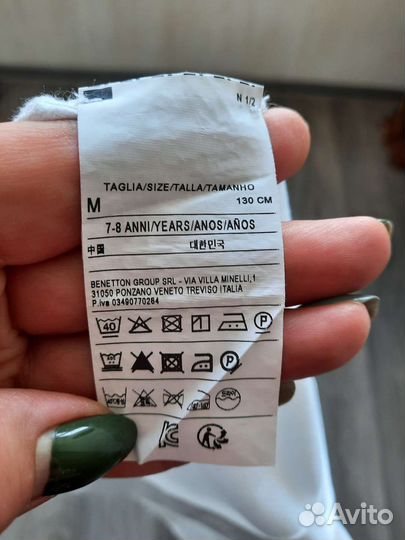 N 1/2
TAGLIA/SIZE/TALLA/TAMANHO
M 130 CM
7-8 ANNI/YEARS/ANOS/AÑOS
中国 대한민국
BENETTON GROUP SRL - VIA VILLA MINELLI,1
31050 PONZANO VENETO TREVISO ITALIA
P.iva 03490770264
40 P
Avito